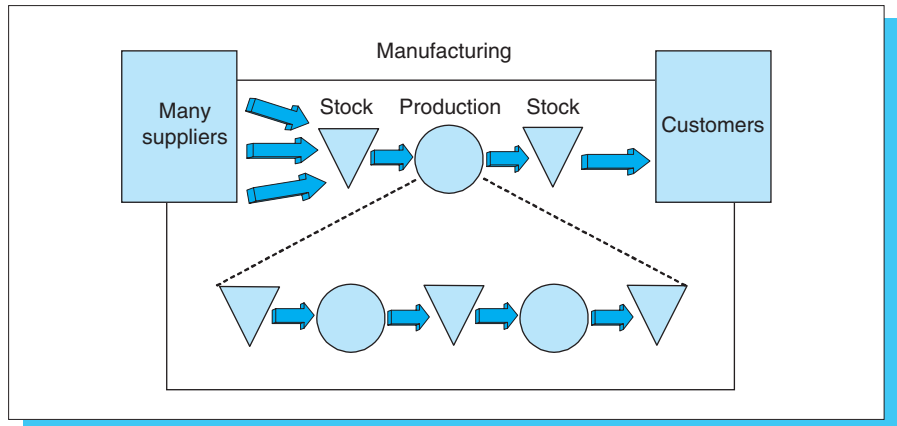 Manufacturing
Many
suppliers
Stock
Production
Stock
Customers